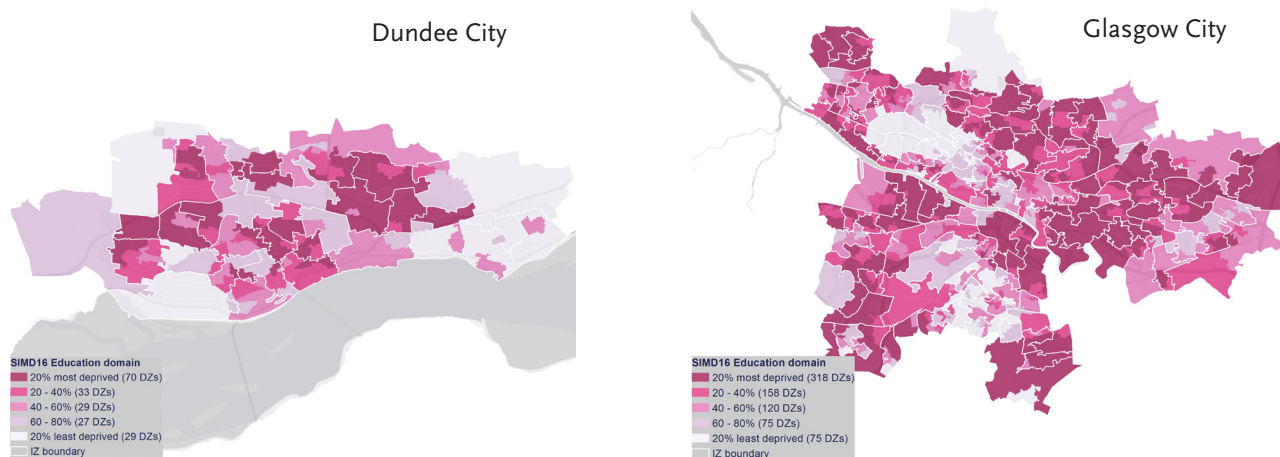 Dundee City
Glasgow City
SIMD16 Education domain
20% most deprived (70 DZs)
20 - 40% (33 DZs)
40 - 60% (29 DZs)
60 - 80% (27 DZs)
20% least deprived (29 DZs)
IZ boundary
SIMD16 Education domain
20% most deprived (318 DZs)
20 - 40% (158 DZs)
40 - 60% (120 DZs)
60 - 80% (75 DZs)
20% least deprived (75 DZs)
IZ boundary